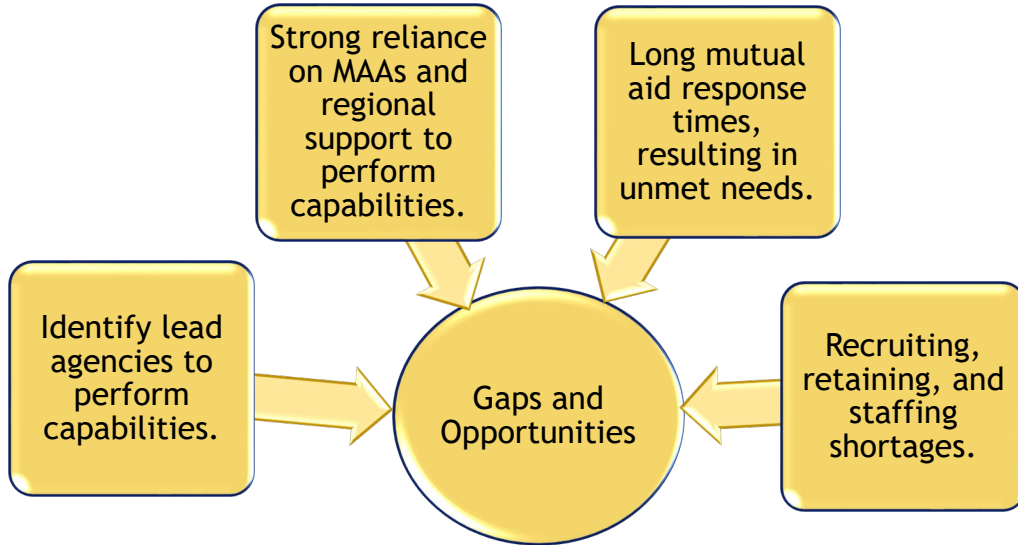 Strong reliance
on MAAs and
regional
support to
perform
capabilities.
Long mutual
aid response
times,
resulting in
unmet needs.
Identify lead
agencies to
perform
capabilities.
Gaps and
Opportunities
Recruiting,
retaining, and
staffing
shortages.